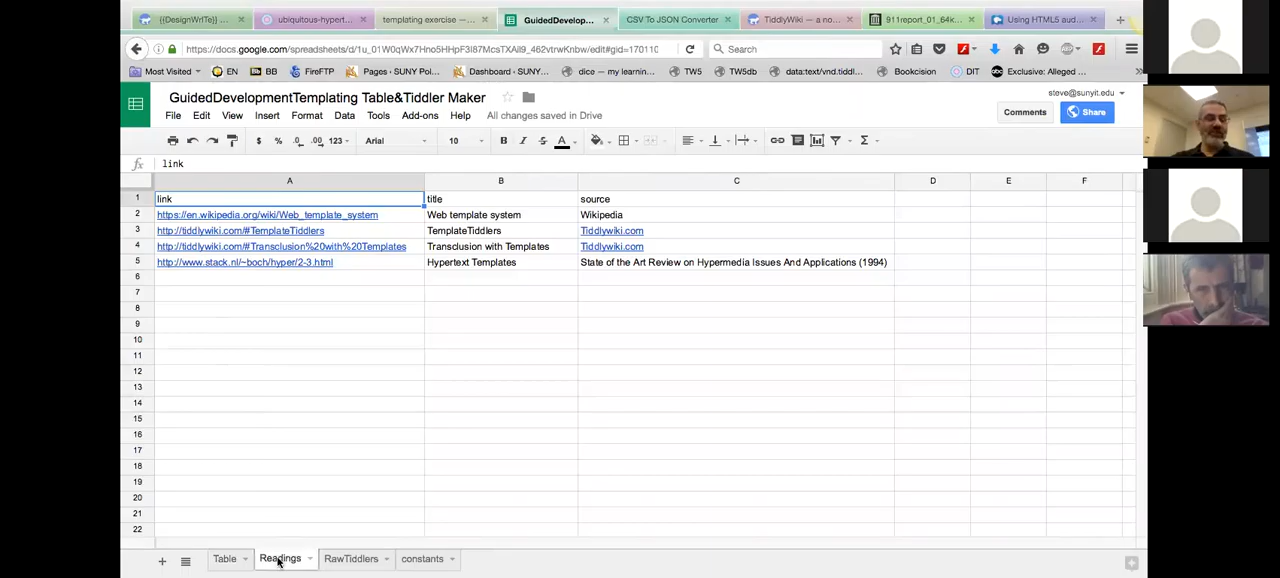 {{DesignWriTe}}
ubiquitous-hypert...
templating exercise —...
GuidedDevelop...
CSV To JSON Converter
TiddlyWiki — a no...
911report_01_64k...
Using HTML5 aud...
https://docs.google.com/spreadsheets/d/1u_01W0qWx7Hno5HHpF3I87McsTXAlI9_462vtrwKnbw/edit#gid=170110
Search
Most Visited
EN
BB
FireFTP
Pages · SUNY Pol...
Dashboard · SUNY...
dice — my learnin...
TW5
TW5db
data:text/vnd.tiddl...
Bookcision
DIT
Exclusive: Alleged ...
GuidedDevelopmentTemplating Table&Tiddler Maker
steve@sunyit.edu
File Edit View Insert Format Data Tools Add-ons Help All changes saved in Drive
Comments
Share
$ % .0 .00 123 Arial 10 B I S A
fx link
A B C D E F
1 link title source
2 https://en.wikipedia.org/wiki/Web_template_system Web template system Wikipedia
3 http://tiddlywiki.com/#TemplateTiddlers TemplateTiddlers Tiddlywiki.com
4 http://tiddlywiki.com/#Transclusion%20with%20Templates Transclusion with Templates Tiddlywiki.com
5 http://www.stack.nl/~boch/hyper/2-3.html Hypertext Templates State of the Art Review on Hypermedia Issues And Applications (1994)
6
7
8
9
10
11
12
13
14
15
16
17
18
19
20
21
22
Table Readings RawTiddlers constants